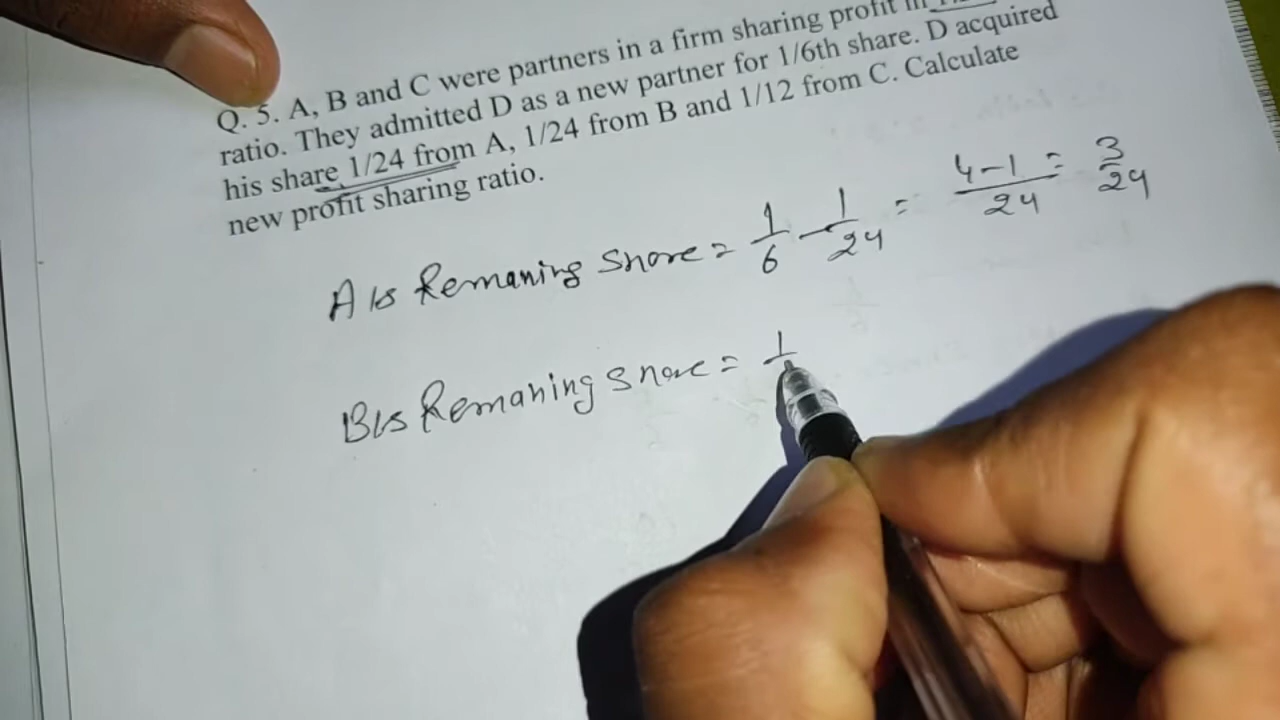 Q. 5. A, B and C were partners in a firm sharing profit in
ratio. They admitted D as a new partner for 1/6th share. D acquired
his share 1/24 from A, 1/24 from B and 1/12 from C. Calculate
new profit sharing ratio.
A is Remaning Share = 1/6 - 1/24 = 4-1/24 = 3/24
B is Remaning Share = 1